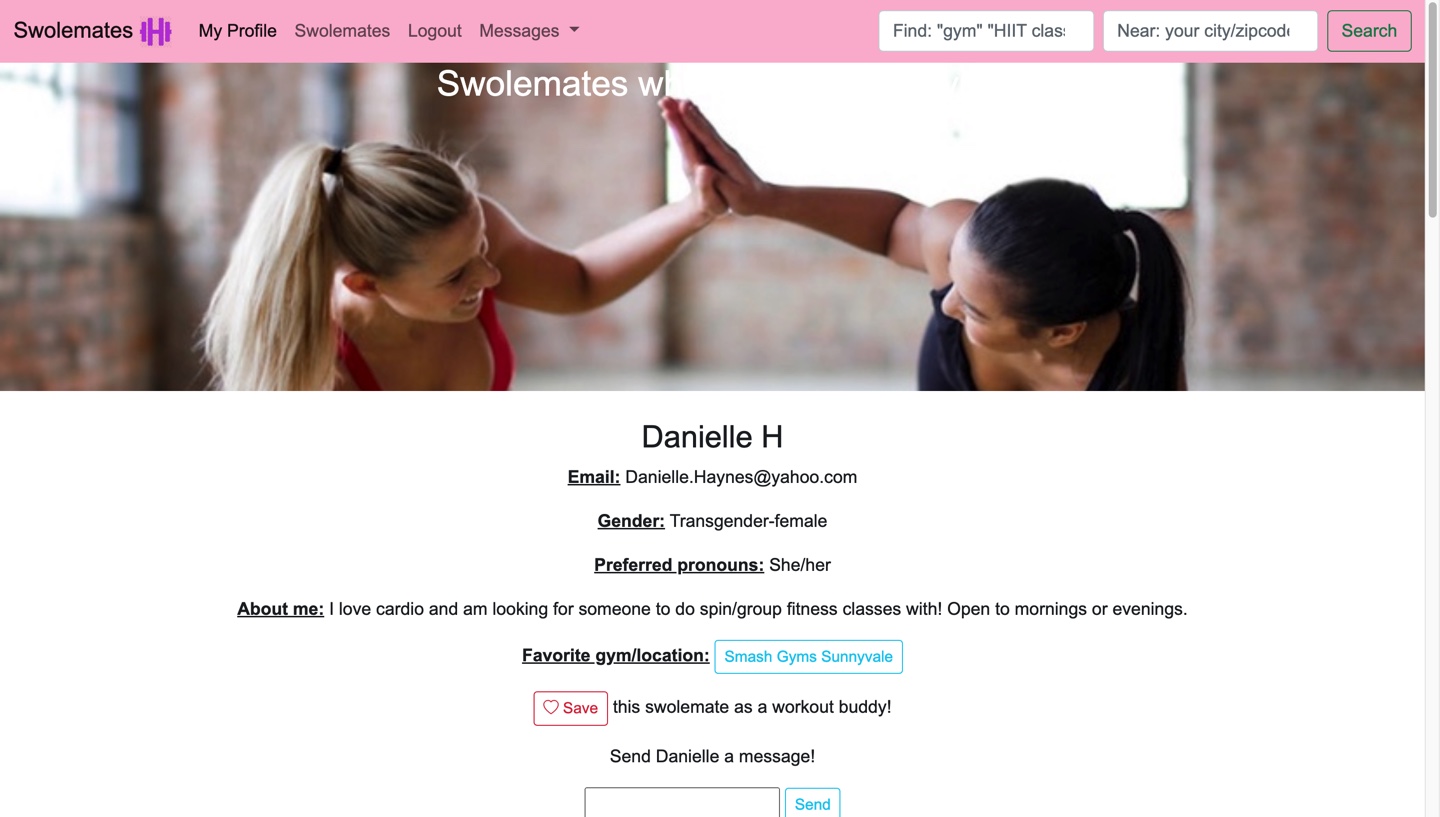 Swolemates My Profile Swolemates Logout Messages Find: "gym" "HIIT clas Near: your city/zipcod Search
Swolemates wh
Danielle H
Email: Danielle.Haynes@yahoo.com
Gender: Transgender-female
Preferred pronouns: She/her
About me: I love cardio and am looking for someone to do spin/group fitness classes with! Open to mornings or evenings.
Favorite gym/location: Smash Gyms Sunnyvale
Save this swolemate as a workout buddy!
Send Danielle a message!
Send